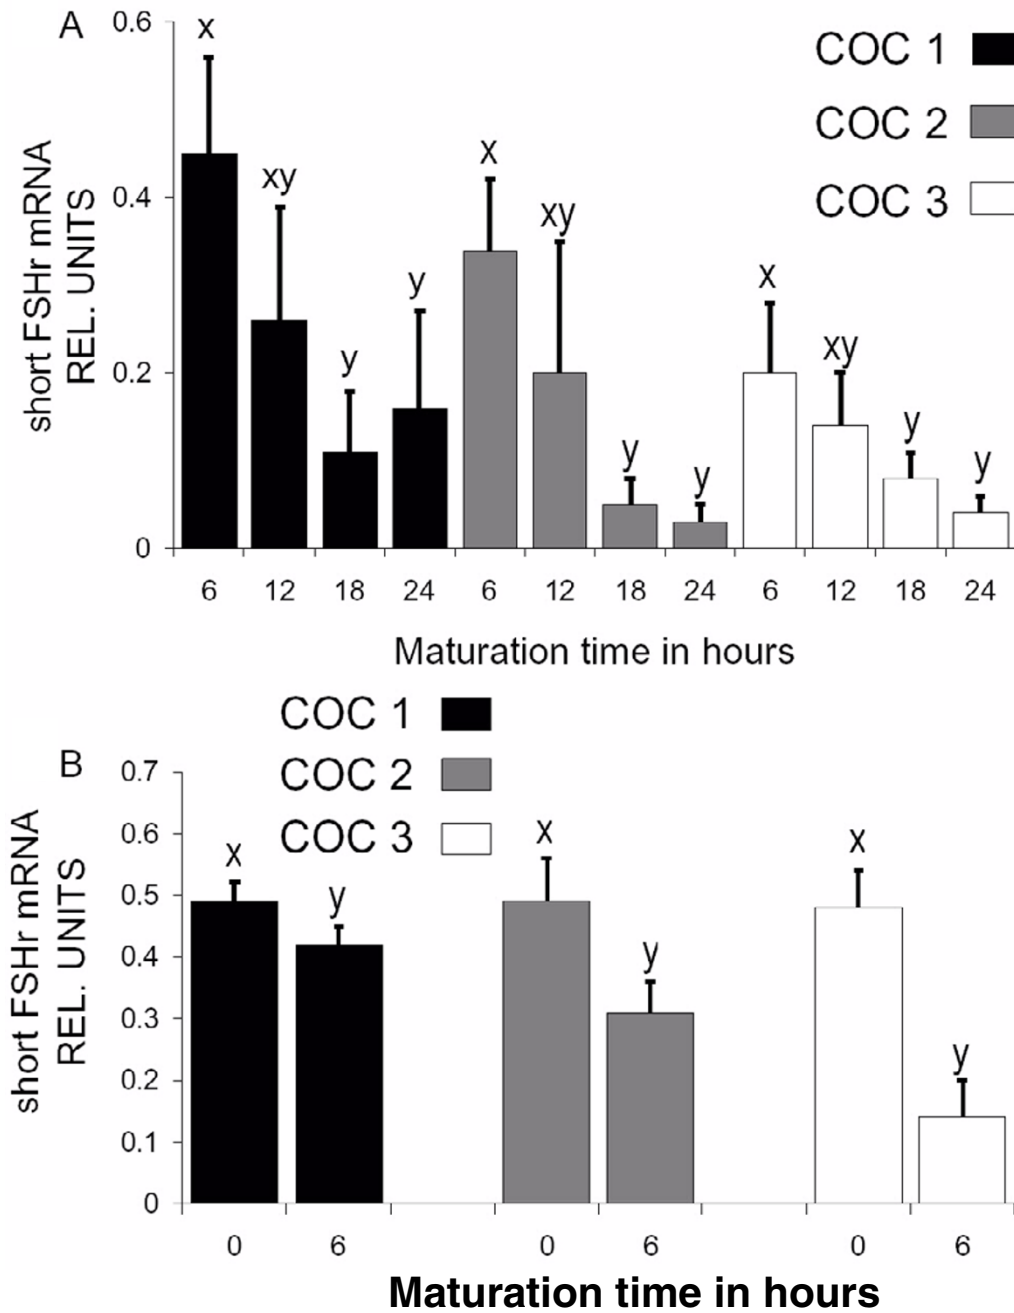 A
0.6
0.4
0.2
0
short FSHr mRNA
REL. UNITS
COC 1
COC 2
COC 3
x
xy
y
y
x
xy
y
y
x
xy
y
y
6 12 18 24 6 12 18 24 6 12 18 24
Maturation time in hours
B
COC 1
COC 2
COC 3
0.7
0.6
0.5
0.4
0.3
0.2
0.1
0
short FSHr mRNA
REL. UNITS
x
y
x
y
x
y
0 6 0 6 0 6
Maturation time in hours